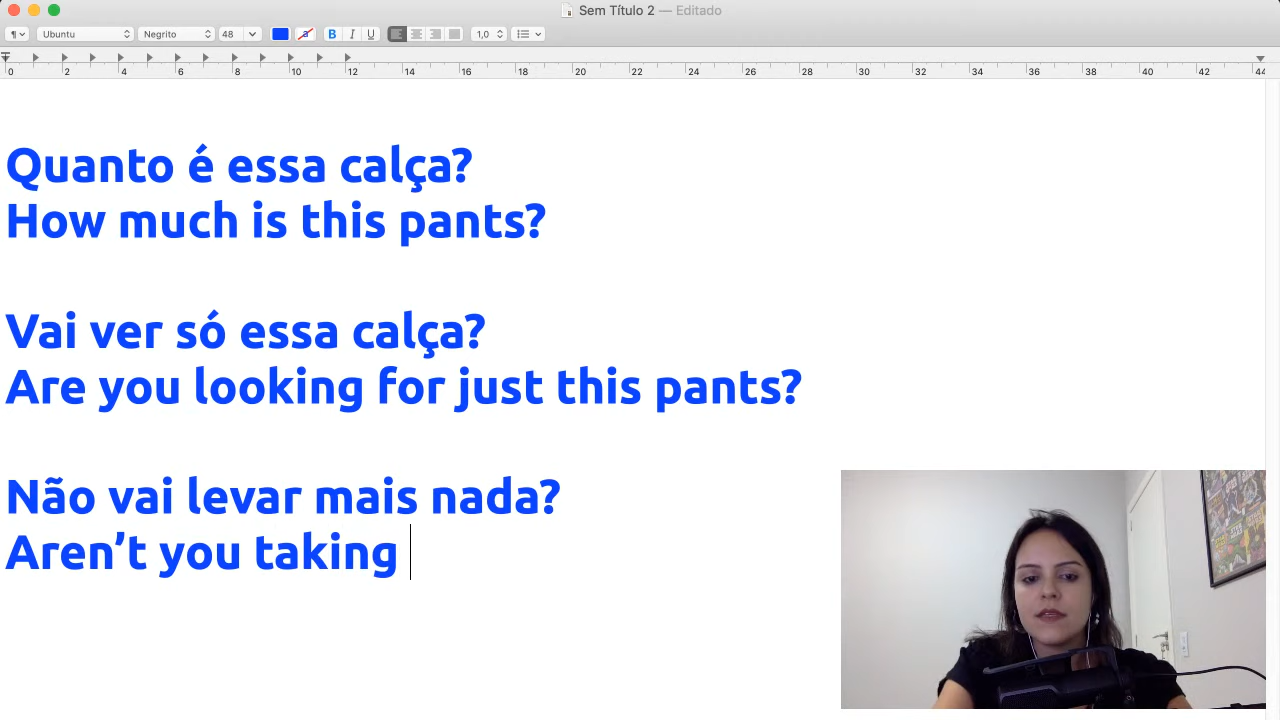 Sem Título 2 — Editado
Ubuntu Negrito 48 a B I U 1,0
0 2 4 6 8 10 12 14 16 18 20 22 24 26 28 30 32 34 36 38 40 42 44
Quanto é essa calça?
How much is this pants?
Vai ver só essa calça?
Are you looking for just this pants?
Não vai levar mais nada?
Aren’t you taking